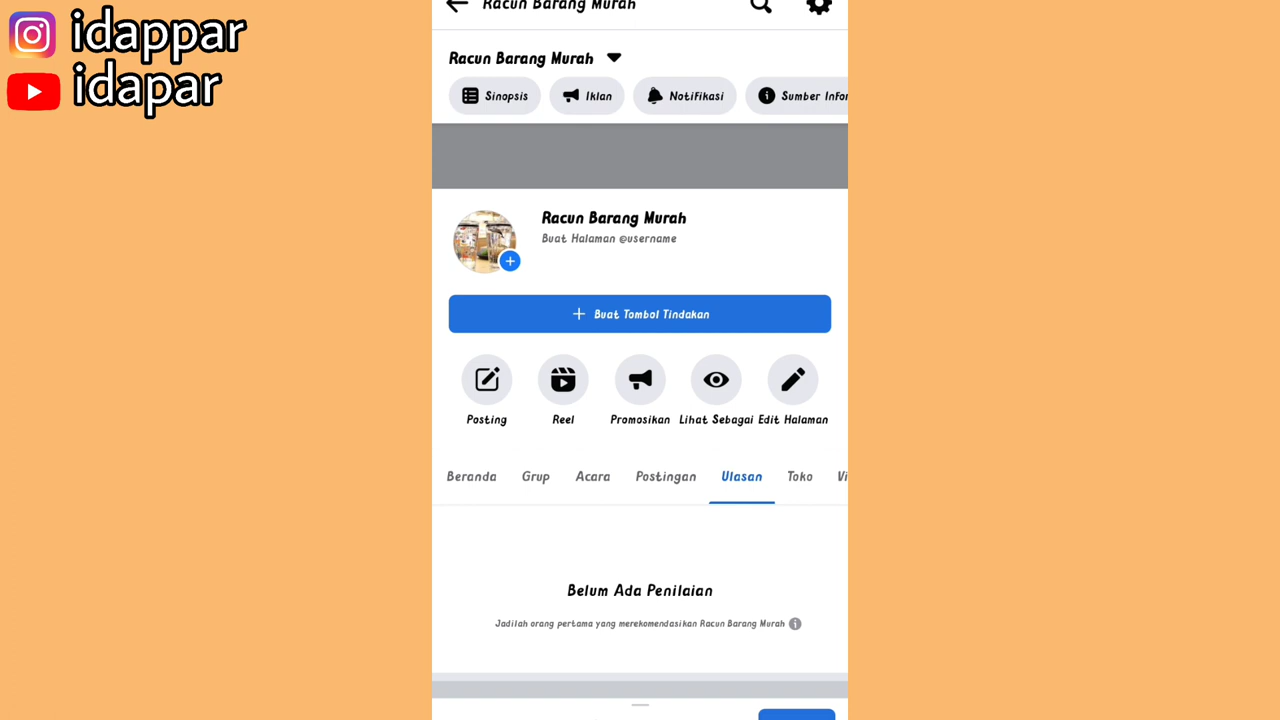 idappar
idapar
Racun Barang Murah
Racun Barang Murah
Sinopsis Iklan Notifikasi Sumber Infor
Racun Barang Murah
Buat Halaman @username
+ Buat Tombol Tindakan
Posting Reel Promosikan Lihat Sebagai Edit Halaman
Beranda Grup Acara Postingan Ulasan Toko Vi
Belum Ada Penilaian
Jadilah orang pertama yang merekomendasikan Racun Barang Murah